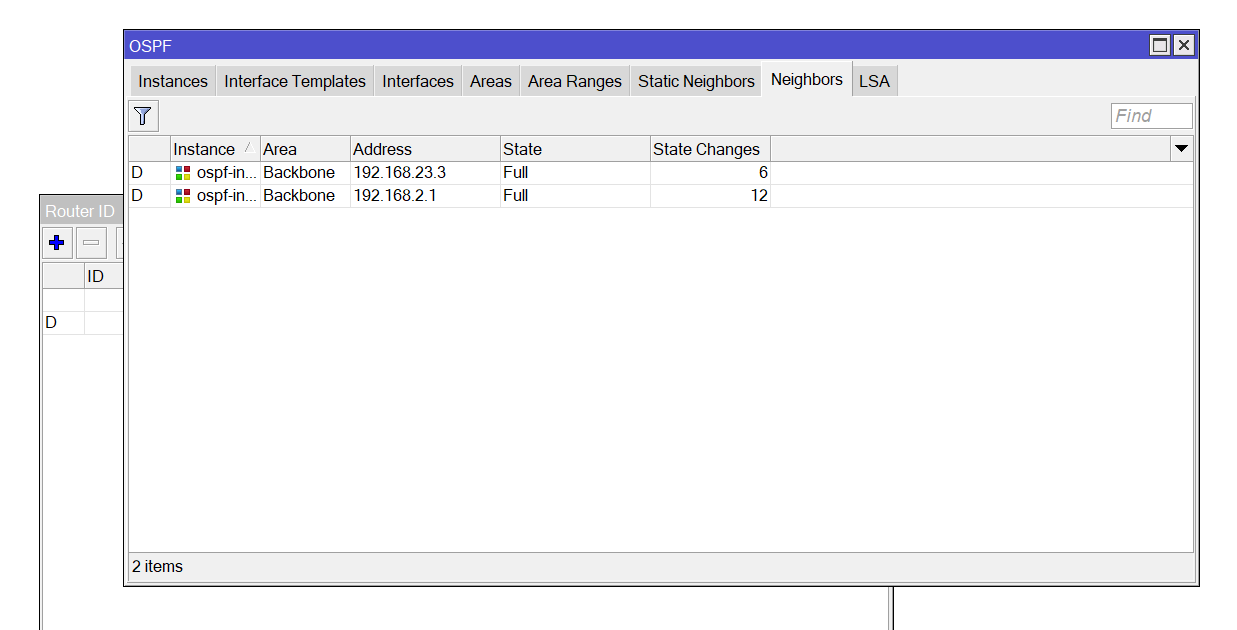 OSPF
Instances Interface Templates Interfaces Areas Area Ranges Static Neighbors Neighbors LSA
Find
Instance Area Address State State Changes
D ospf-in... Backbone 192.168.23.3 Full 6
D ospf-in... Backbone 192.168.2.1 Full 12
2 items
Router ID
ID
D